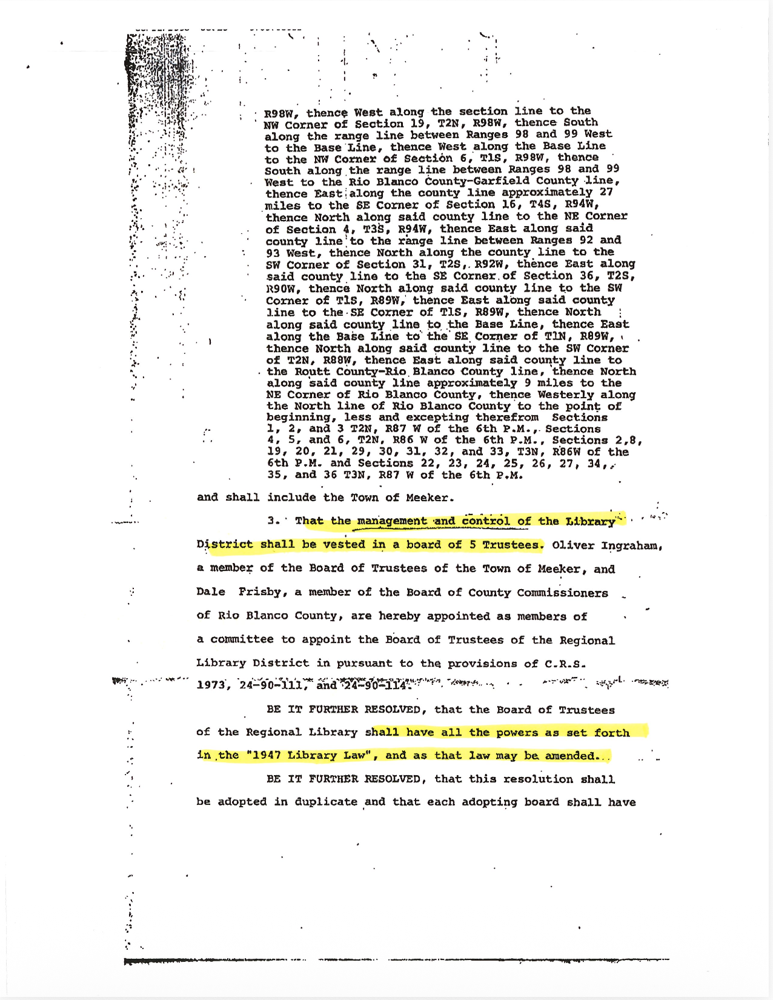 R98W, thence West along the section line to the
NW Corner of Section 19, T2N, R98W, thence South
along the range line between Ranges 98 and 99 West
to the Base Line, thence West along the Base Line
to the NW Corner of Section 6, T1S, R98W, thence
South along the range line between Ranges 98 and 99
West to the Rio Blanco County-Garfield County line,
thence East along the county line approximately 27
miles to the SE Corner of Section 16, T4S, R94W,
thence North along said county line to the NE Corner
of Section 4, T3S, R94W, thence East along said
county line to the range line between Ranges 92 and
93 West, thence North along the county line to the
SW Corner of Section 31, T2S, R92W, thence East along
said county line to the SE Corner of Section 36, T2S,
R90W, thence North along said county line to the SW
Corner of T1S, R89W, thence East along said county
line to the SE Corner of T1S, R89W, thence North
along said county line to the Base Line, thence East
along the Base Line to the SE Corner of T1N, R89W,
thence North along said county line to the SW Corner
of T2N, R88W, thence East along said county line to
the Routt County-Rio Blanco County line, thence North
along said county line approximately 9 miles to the
NE Corner of Rio Blanco County, thence Westerly along
the North line of Rio Blanco County to the point of
beginning, less and excepting therefrom Sections
1, 2, and 3 T2N, R87 W of the 6th P.M., Sections
4, 5, and 6, T2N, R86 W of the 6th P.M., Sections 2,8,
19, 20, 21, 29, 30, 31, 32, and 33, T3N, R86W of the
6th P.M. and Sections 22, 23, 24, 25, 26, 27, 34,
35, and 36 T3N, R87 W of the 6th P.M.
and shall include the Town of Meeker.
3. That the management and control of the Library
District shall be vested in a board of 5 Trustees. Oliver Ingraham,
a member of the Board of Trustees of the Town of Meeker, and
Dale Frisby, a member of the Board of County Commissioners
of Rio Blanco County, are hereby appointed as members of
a committee to appoint the Board of Trustees of the Regional
Library District in pursuant to the provisions of C.R.S.
1973, 24-90-111, and 24-90-114.
BE IT FURTHER RESOLVED, that the Board of Trustees
of the Regional Library shall have all the powers as set forth
in the "1947 Library Law", and as that law may be amended.
BE IT FURTHER RESOLVED, that this resolution shall
be adopted in duplicate and that each adopting board shall have